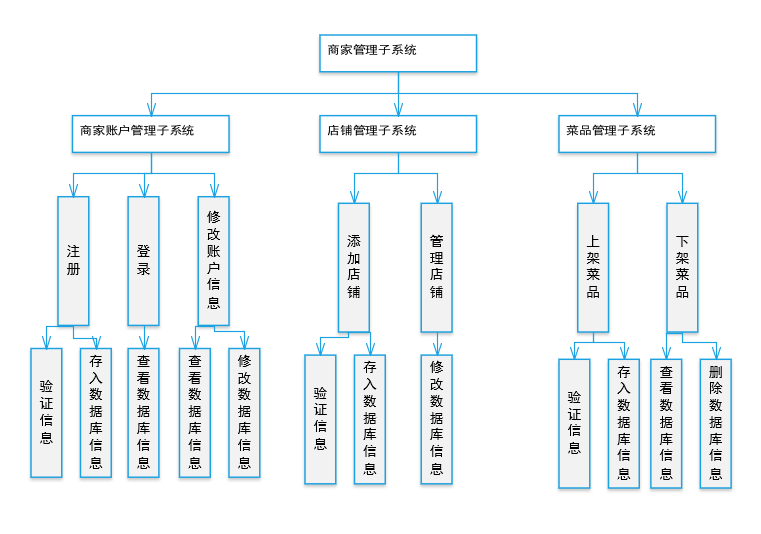 商家管理子系统
商家账户管理子系统
店铺管理子系统
菜品管理子系统
注册
登录
修改账户信息
添加店铺
管理店铺
上架菜品
下架菜品
验证信息
存入数据库信息
查看数据库信息
查看数据库信息
修改数据库信息
验证信息
存入数据库信息
修改数据库信息
验证信息
存入数据库信息
查看数据库信息
删除数据库信息